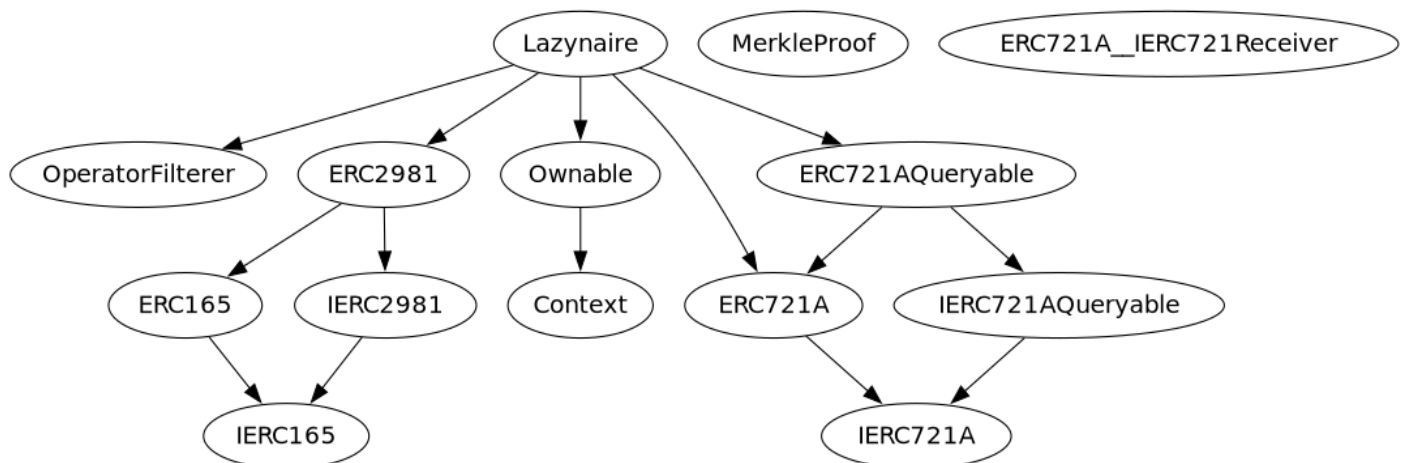 Lazynaire
MerkleProof
ERC721A__IERC721Receiver
OperatorFilterer
ERC2981
Ownable
ERC721AQueryable
ERC165
IERC2981
Context
ERC721A
IERC721AQueryable
IERC165
IERC721A